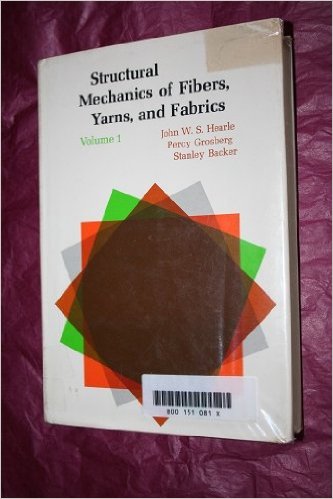 Structural
Mechanics of Fibers,
Yarns, and Fabrics
Volume 1
John W. S. Hearle
Percy Grosberg
Stanley Backer
800 151 081 X